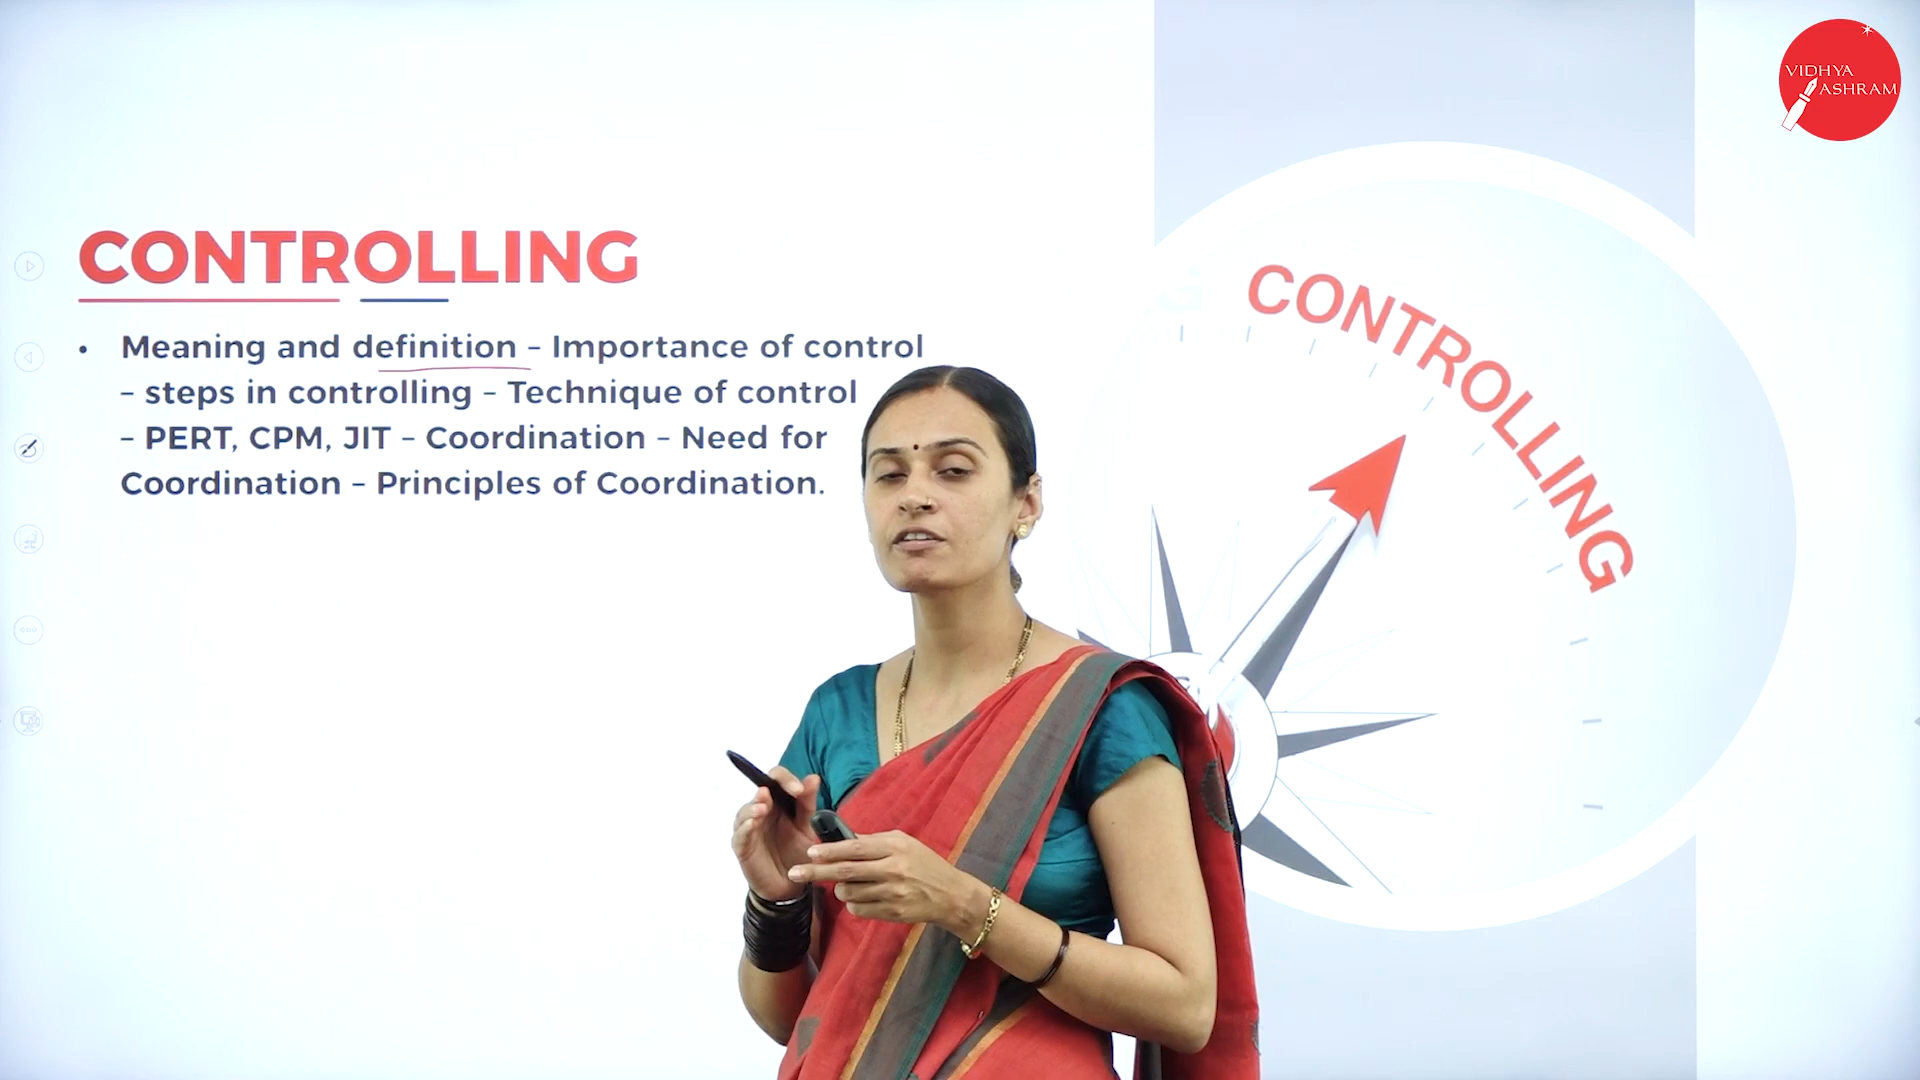 VIDHYA
ASHRAM
CONTROLLING
• Meaning and definition – Importance of control
– steps in controlling – Technique of control
– PERT, CPM, JIT – Coordination – Need for
Coordination – Principles of Coordination.
CONTROLLING